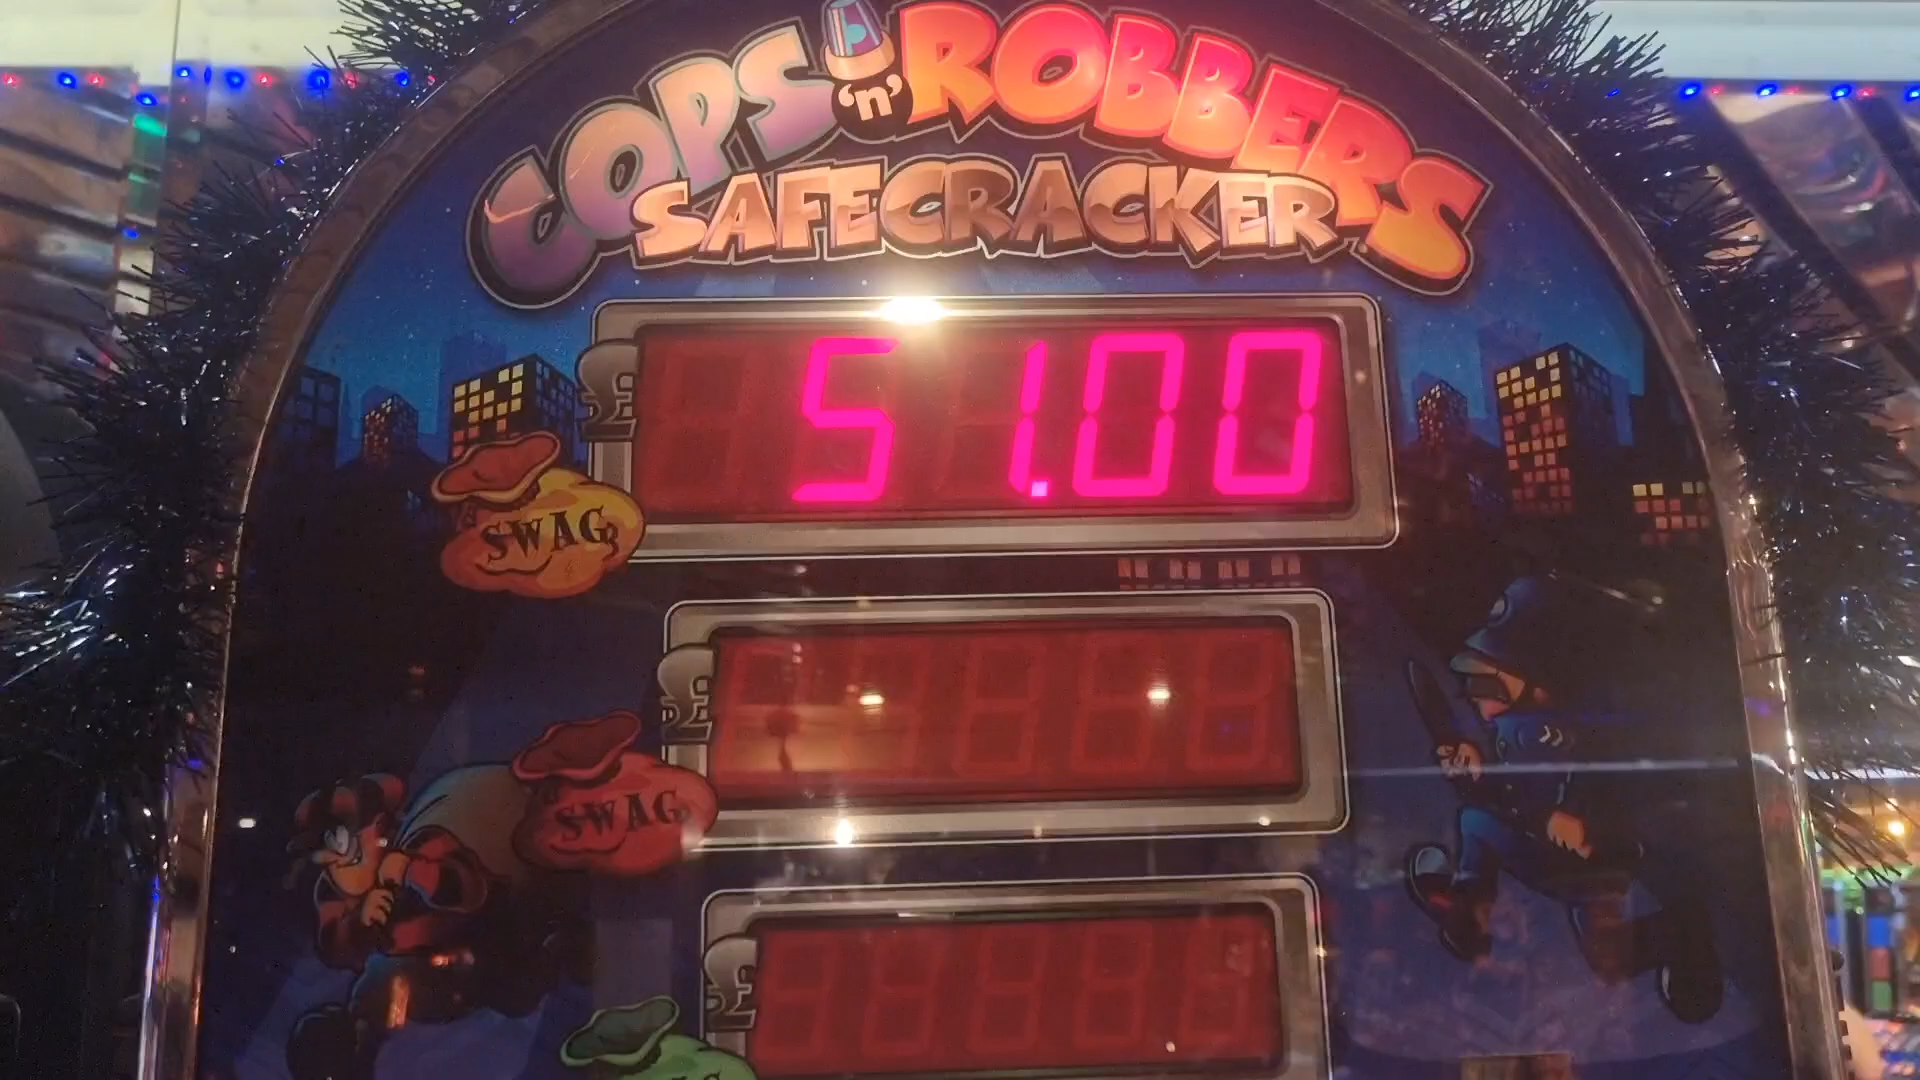 COPS 'n' ROBBERS
SAFECRACKER
£ 51.00
SWAG
£
SWAG
£